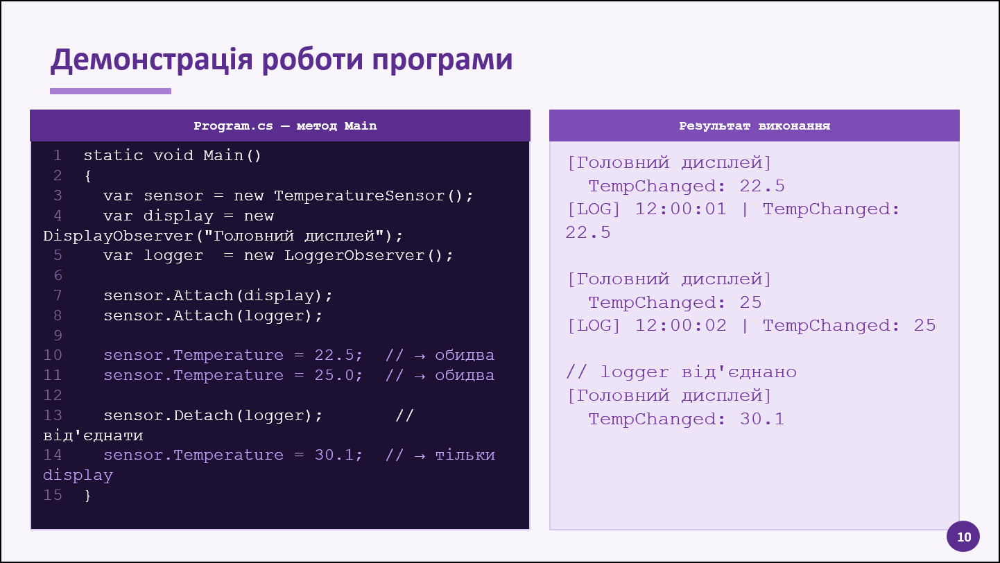 Демонстрація роботи програми
Program.cs — метод Main
1 static void Main()
2 {
3 var sensor = new TemperatureSensor();
4 var display = new
DisplayObserver("Головний дисплей");
5 var logger  = new LoggerObserver();
6
7 sensor.Attach(display);
8 sensor.Attach(logger);
9
10 sensor.Temperature = 22.5;  // → обидва
11 sensor.Temperature = 25.0;  // → обидва
12
13 sensor.Detach(logger);       //
від'єднати
14 sensor.Temperature = 30.1;  // → тільки
display
15 }
Результат виконання
[Головний дисплей]
TempChanged: 22.5
[LOG] 12:00:01 | TempChanged:
22.5
[Головний дисплей]
TempChanged: 25
[LOG] 12:00:02 | TempChanged: 25
// logger від'єднано
[Головний дисплей]
TempChanged: 30.1
10